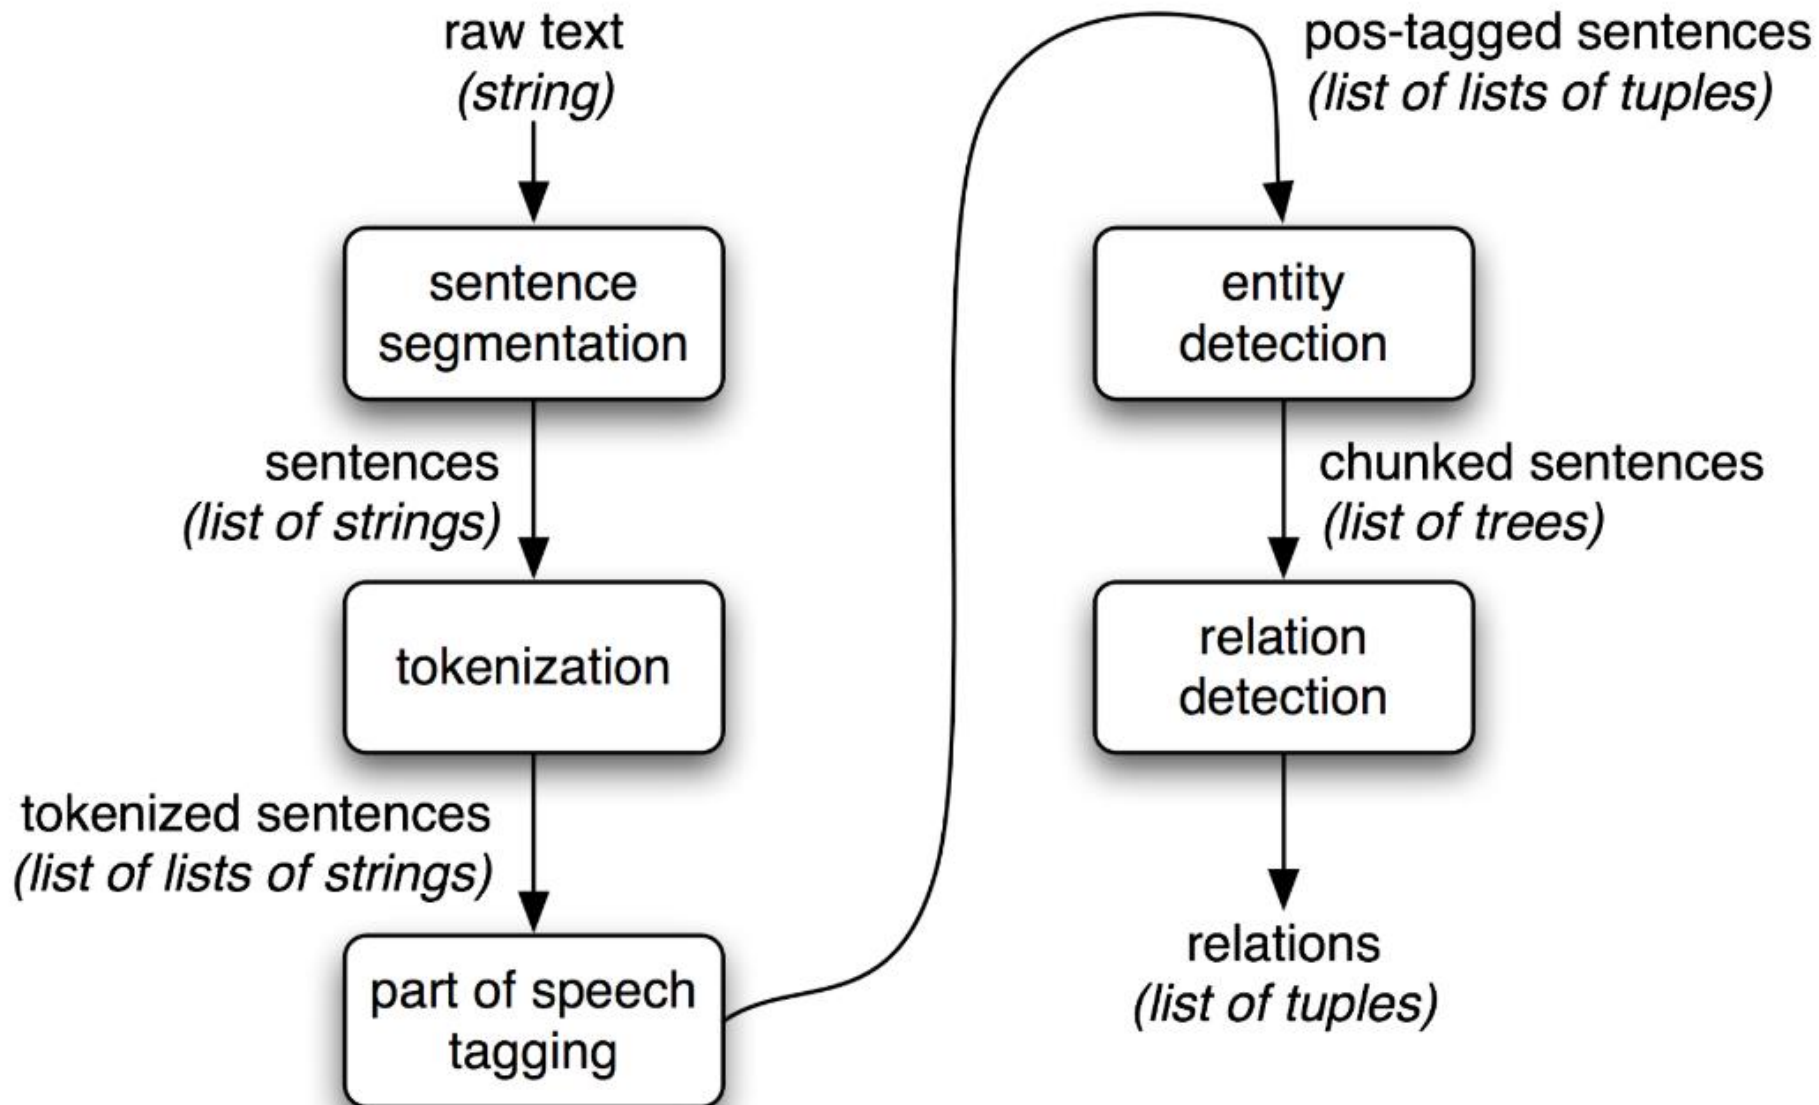 raw text
(string)
sentence
segmentation
sentences
(list of strings)
tokenization
tokenized sentences
(list of lists of strings)
part of speech
tagging
pos-tagged sentences
(list of lists of tuples)
entity
detection
chunked sentences
(list of trees)
relation
detection
relations
(list of tuples)